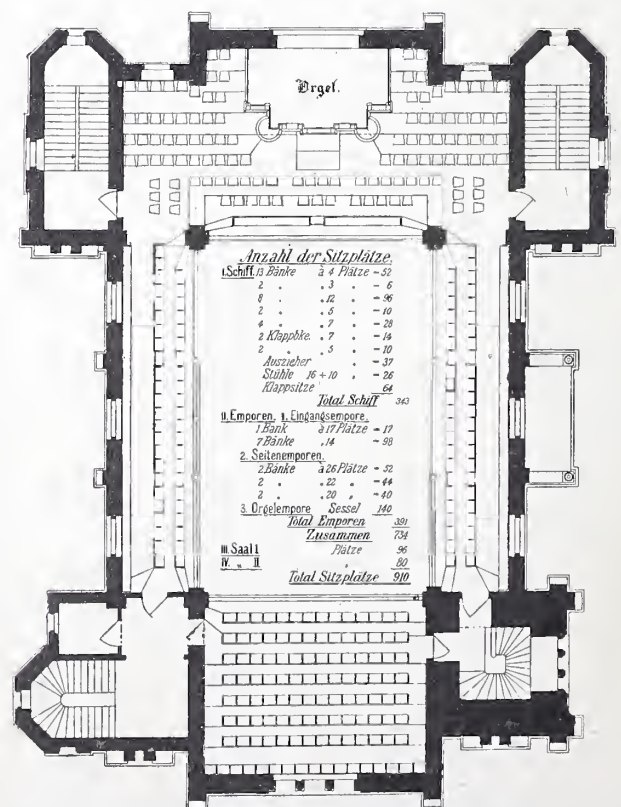 Orgel.
Anzahl der Sitzplätze.
I. Schiff. 13 Bänke à 4 Plätze = 52
2 „ „ 3 „ = 6
8 „ „ 12 „ = 96
2 „ „ 5 „ = 10
4 „ „ 7 „ = 28
2 Klappbke. „ 7 „ = 14
2 „ „ 5 „ = 10
Auszieher „ = 37
Stühle 16 + 10 „ = 26
Klappsitze 64
Total Schiff 343
II. Emporen. 1. Eingangsempore.
1 Bank à 17 Plätze = 17
7 Bänke „ 14 = 98
2. Seitenemporen.
2 Bänke à 26 Plätze = 52
2 „ „ 22 „ = 44
2 „ „ 20 „ = 40
3. Orgelempore Sessel 140
Total Emporen 391
Zusammen 734
III. Saal I Plätze 96
IV. „ II „ 80
Total Sitzplätze 910